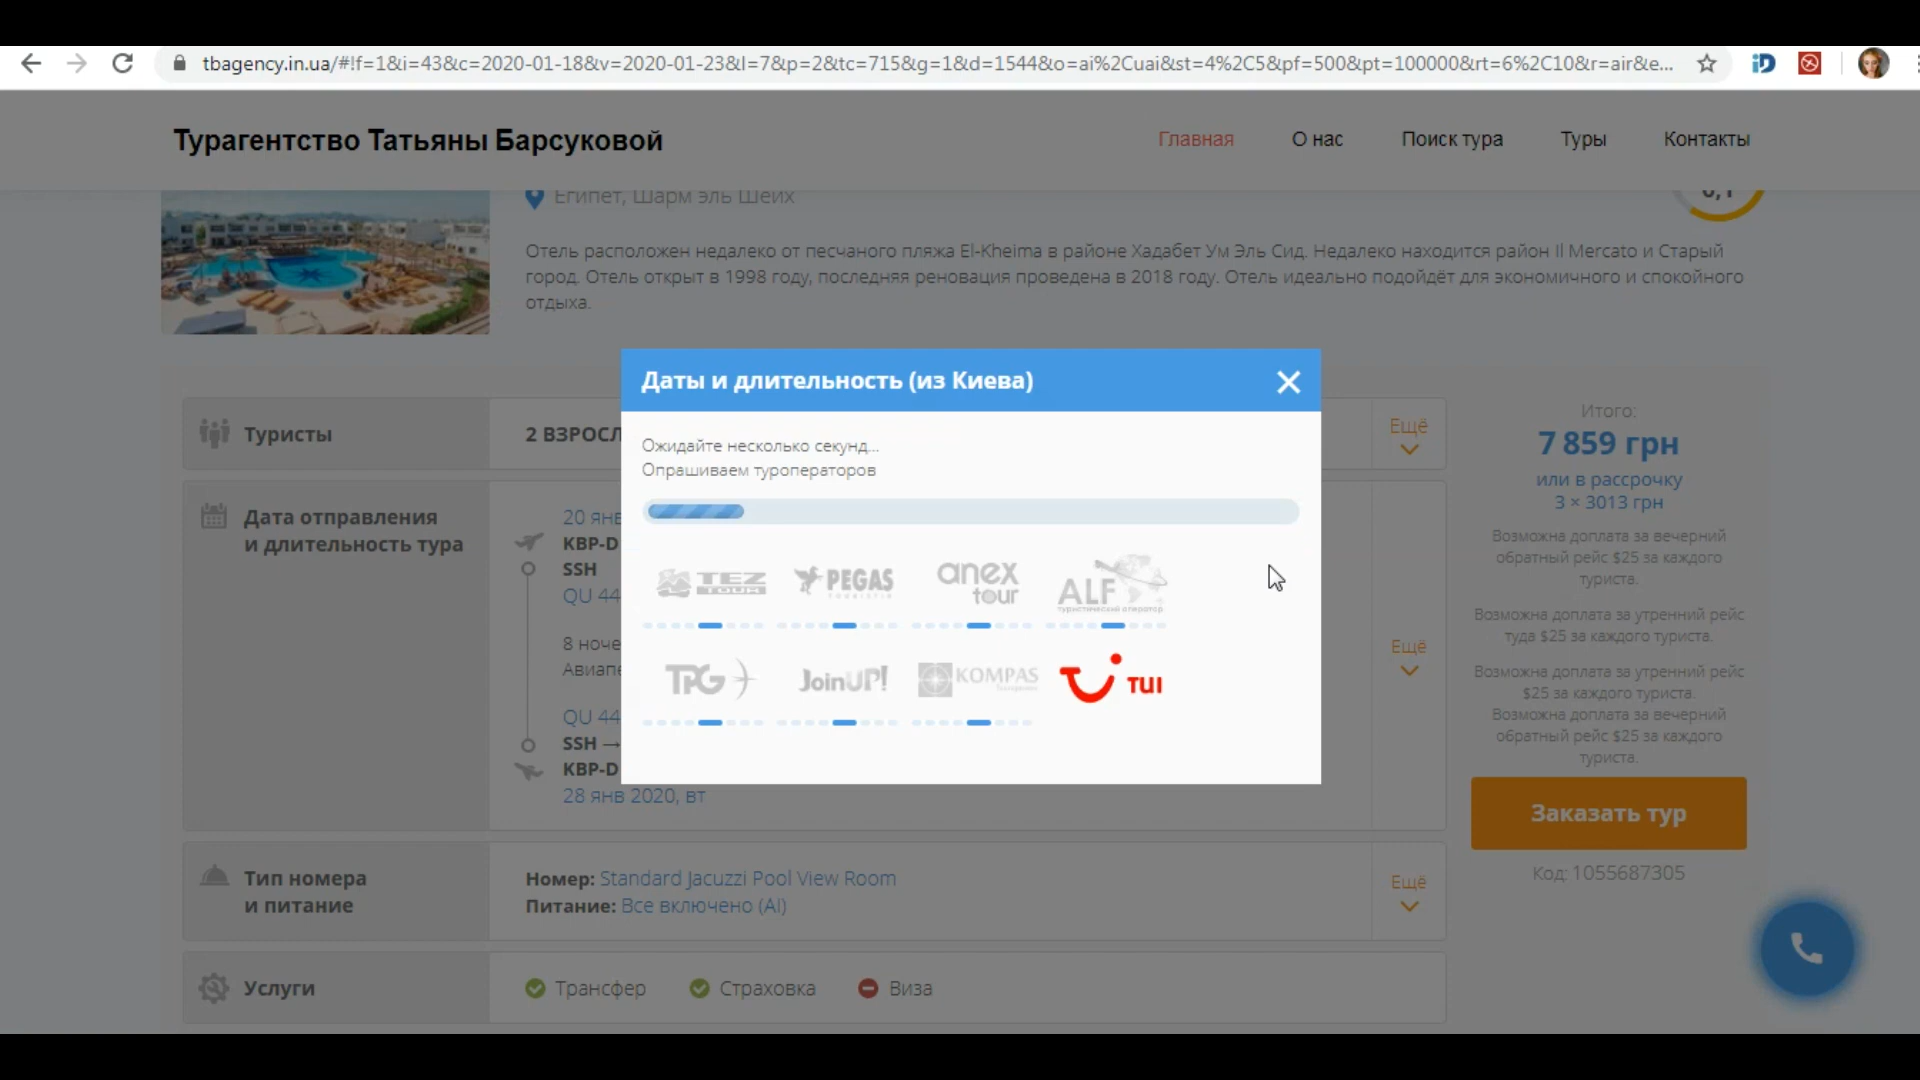 tbagency.in.ua/#!f=1&i=43&c=2020-01-18&v=2020-01-23&l=7&p=2&tc=715&g=1&d=1544&o=ai%2Cuai&st=4%2C5&pf=500&pt=100000&rt=6%2C10&r=air&e...
Турагентство Татьяны Барсуковой
Главная
О нас
Поиск тура
Туры
Контакты
Египет, Шарм эль Шейх
Отель расположен недалеко от песчаного пляжа El-Kheima в районе Хадабет Ум Эль Сид. Недалеко находится район Il Mercato и Старый
город. Отель открыт в 1998 году, последняя реновация проведена в 2018 году. Отель идеально подойдёт для экономичного и спокойного
отдыха.
Даты и длительность (из Киева)
Ожидайте несколько секунд...
Опрашиваем туроператоров
TEZ TOUR
PEGAS TOURISTIK
anex tour
ALF туристический оператор
TPG
JoinUP!
KOMPAS
TUI
Туристы
2 ВЗРОСЛ
Ещё
Дата отправления
и длительность тура
20 янв
KBP-D
SSH
QU 44
8 ноче
Авиапе
QU 44
SSH →
KBP-D
28 янв 2020, вт
Ещё
Тип номера
и питание
Номер: Standard Jacuzzi Pool View Room
Питание: Все включено (AI)
Ещё
Услуги
Трансфер
Страховка
Виза
Итого:
7 859 грн
или в рассрочку
3 × 3013 грн
Возможна доплата за вечерний
обратный рейс $25 за каждого
туриста.
Возможна доплата за утренний рейс
туда $25 за каждого туриста.
Возможна доплата за утренний рейс
$25 за каждого туриста.
Возможна доплата за вечерний
обратный рейс $25 за каждого
туриста.
Заказать тур
Код: 1055687305